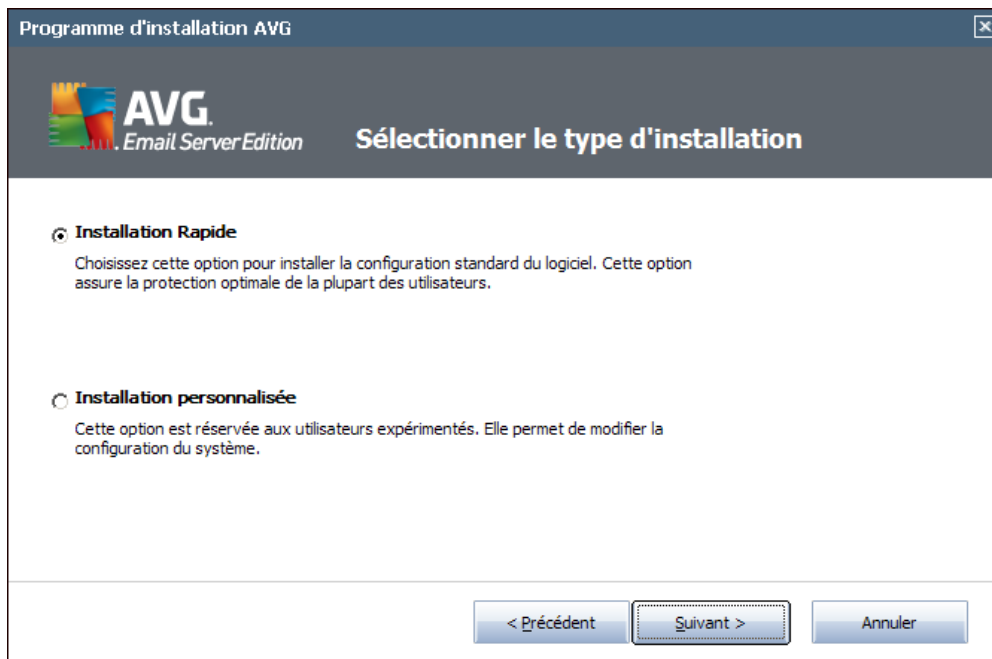 Programme d'installation AVG
AVG.
Email Server Edition
Sélectionner le type d'installation
Installation Rapide
Choisissez cette option pour installer la configuration standard du logiciel. Cette option
assure la protection optimale de la plupart des utilisateurs.
Installation personnalisée
Cette option est réservée aux utilisateurs expérimentés. Elle permet de modifier la
configuration du système.
< Précédent
Suivant >
Annuler